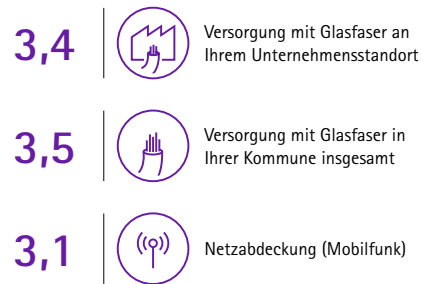 3,4
Versorgung mit Glasfaser an
Ihrem Unternehmensstandort
3,5
Versorgung mit Glasfaser in
Ihrer Kommune insgesamt
3,1
Netzabdeckung (Mobilfunk)